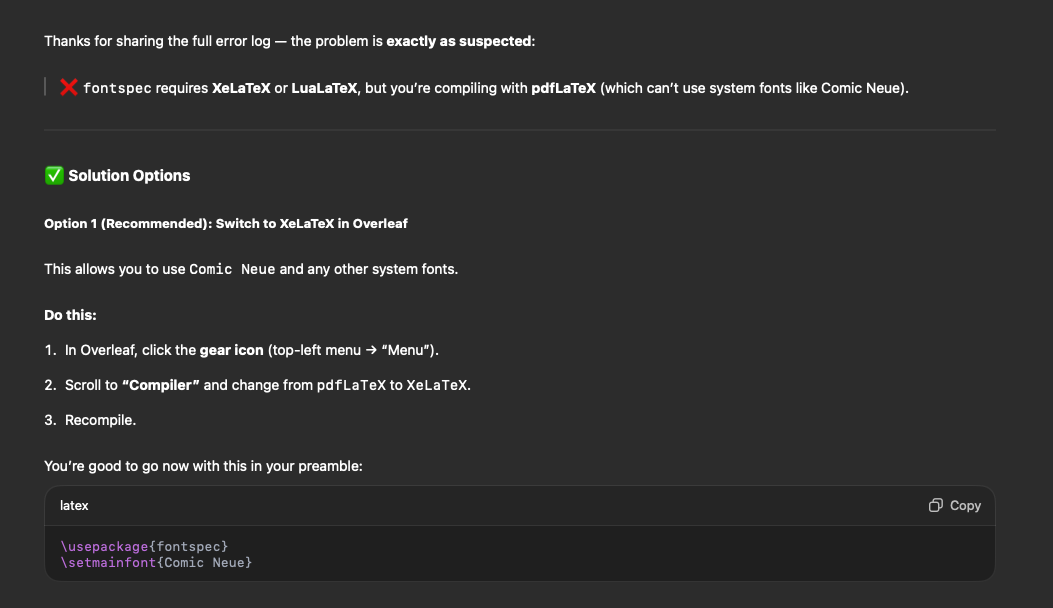 Thanks for sharing the full error log — the problem is exactly as suspected:
❌ fontspec requires XeLaTeX or LuaLaTeX, but you’re compiling with pdfLaTeX (which can’t use system fonts like Comic Neue).
✅ Solution Options
Option 1 (Recommended): Switch to XeLaTeX in Overleaf
This allows you to use Comic Neue and any other system fonts.
Do this:
1. In Overleaf, click the gear icon (top-left menu → “Menu”).
2. Scroll to “Compiler” and change from pdfLaTeX to XeLaTeX.
3. Recompile.
You’re good to go now with this in your preamble:
latex
Copy
\usepackage{fontspec}
\setmainfont{Comic Neue}